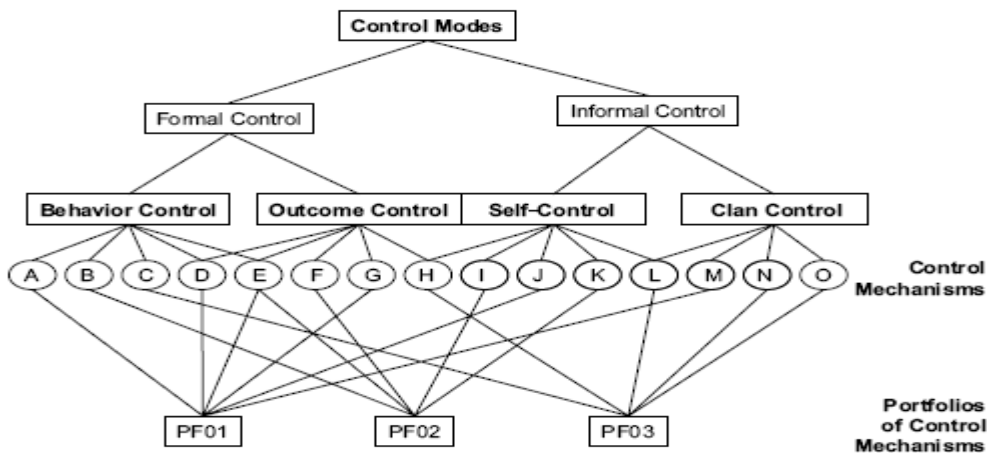 Control Modes
Formal Control
Informal Control
Behavior Control
Outcome Control
Self-Control
Clan Control
A
B
C
D
E
F
G
H
I
J
K
L
M
N
O
Control
Mechanisms
PF01
PF02
PF03
Portfolios
of Control
Mechanisms